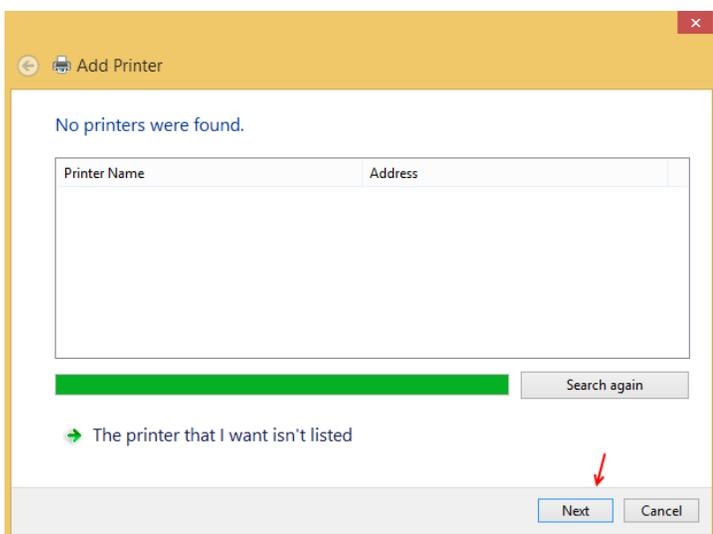 Add Printer
No printers were found.
Printer Name Address
Search again
The printer that I want isn't listed
Next Cancel